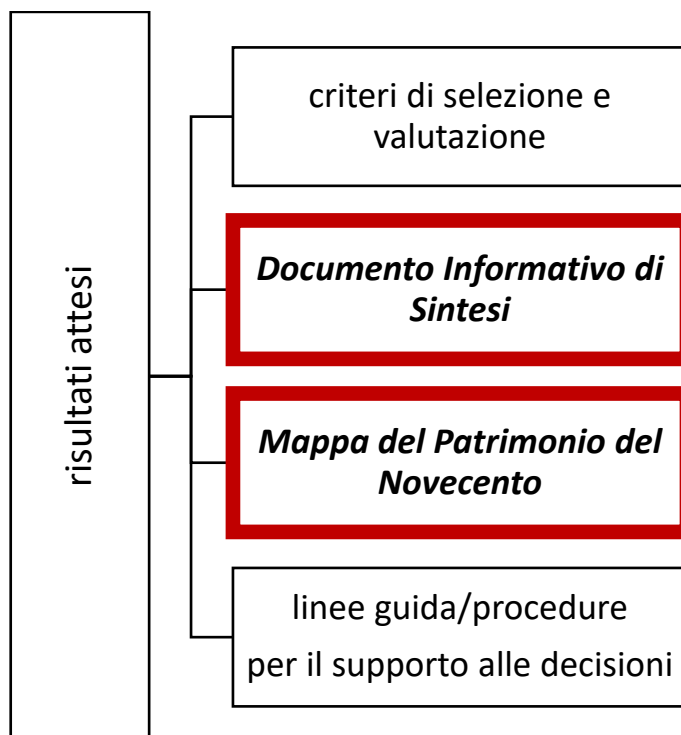 risultati attesi
criteri di selezione e
valutazione
Documento Informativo di
Sintesi
Mappa del Patrimonio del
Novecento
linee guida/procedure
per il supporto alle decisioni